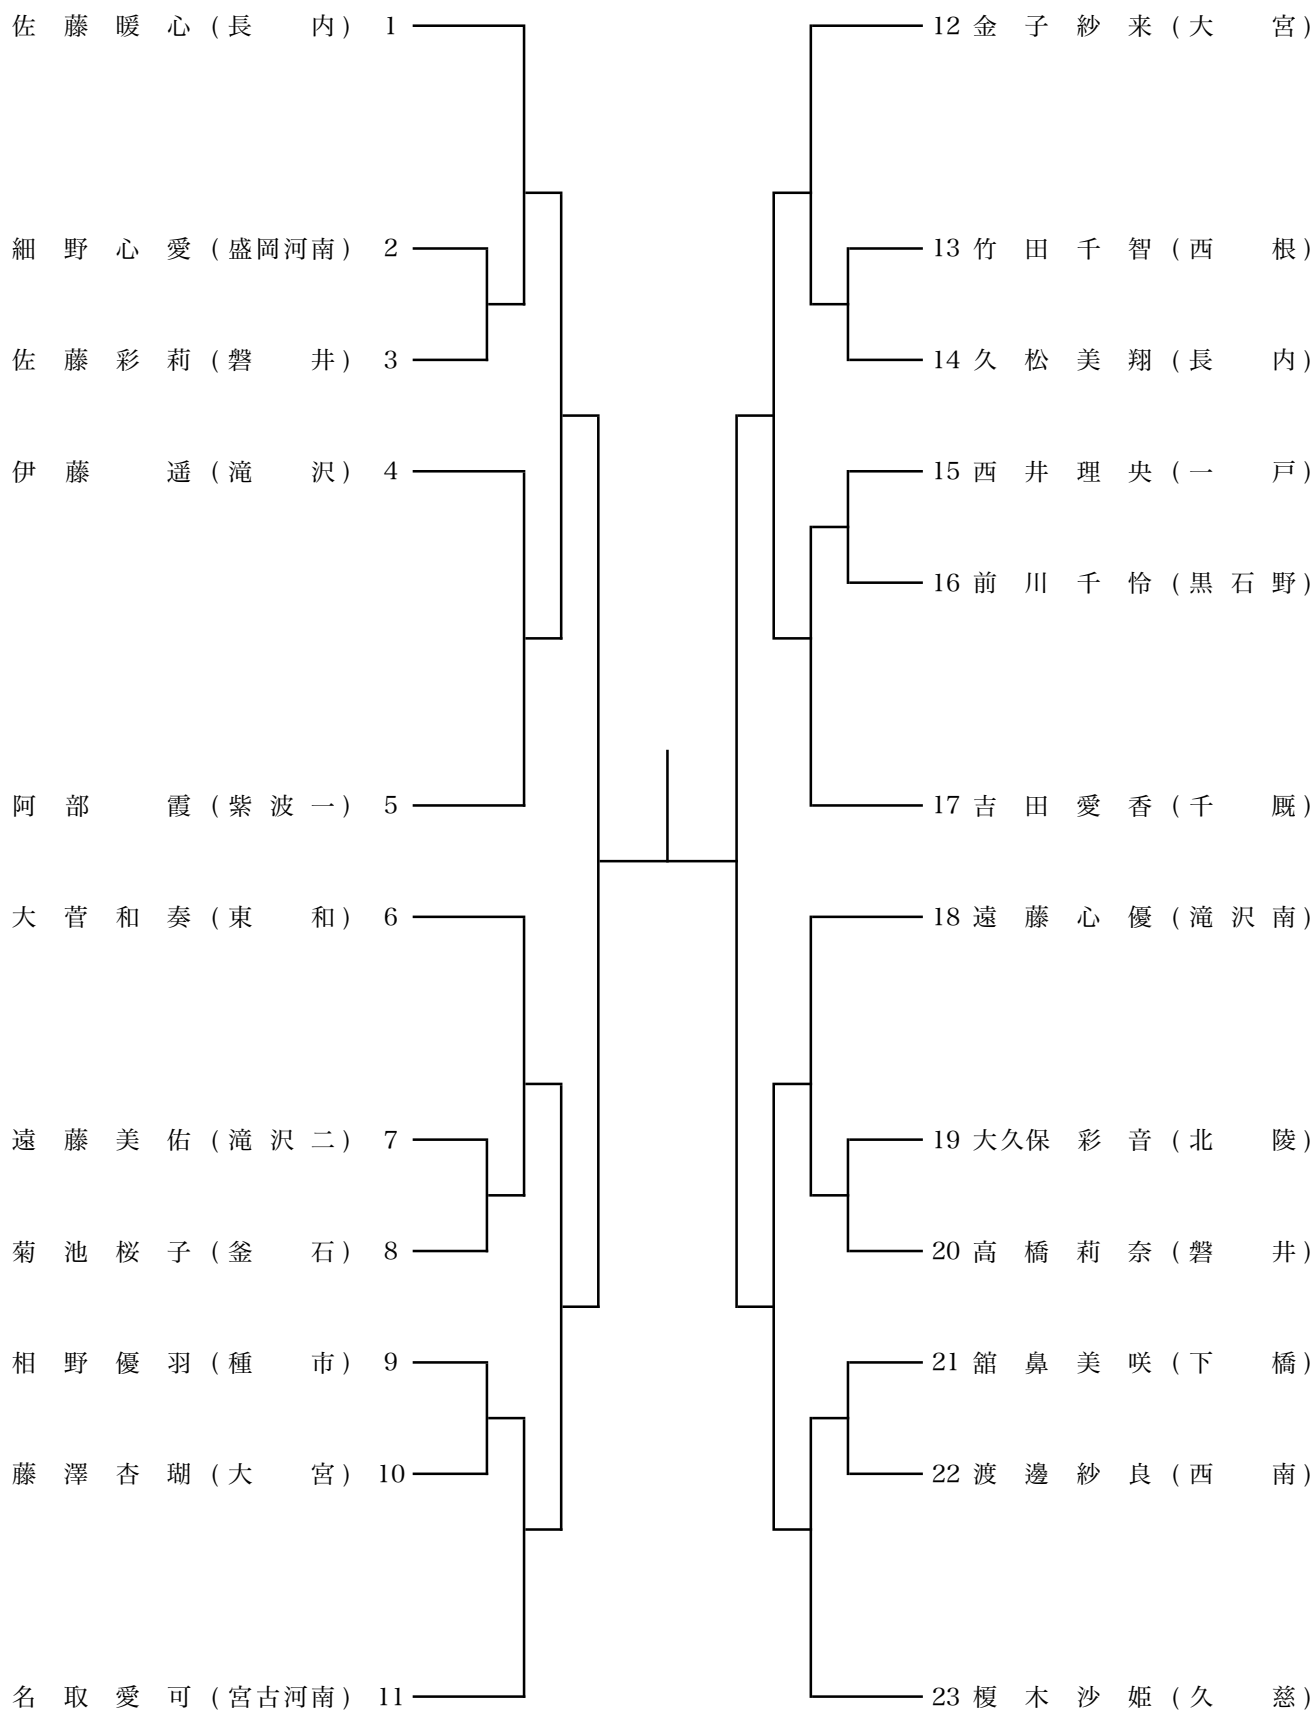 佐藤暖心(長内) 1
細野心愛(盛岡河南) 2
佐藤彩莉(磐井) 3
伊藤遥(滝沢) 4
阿部霞(紫波一) 5
大菅和奏(東和) 6
遠藤美佑(滝沢二) 7
菊池桜子(釜石) 8
相野優羽(種市) 9
藤澤杏瑚(大宮) 10
名取愛可(宮古河南) 11
12 金子紗来(大宮)
13 竹田千智(西根)
14 久松美翔(長内)
15 西井理央(一戸)
16 前川千怜(黒石野)
17 吉田愛香(千厩)
18 遠藤心優(滝沢南)
19 大久保彩音(北陵)
20 高橋莉奈(磐井)
21 舘鼻美咲(下橋)
22 渡邊紗良(西南)
23 榎木沙姫(久慈)